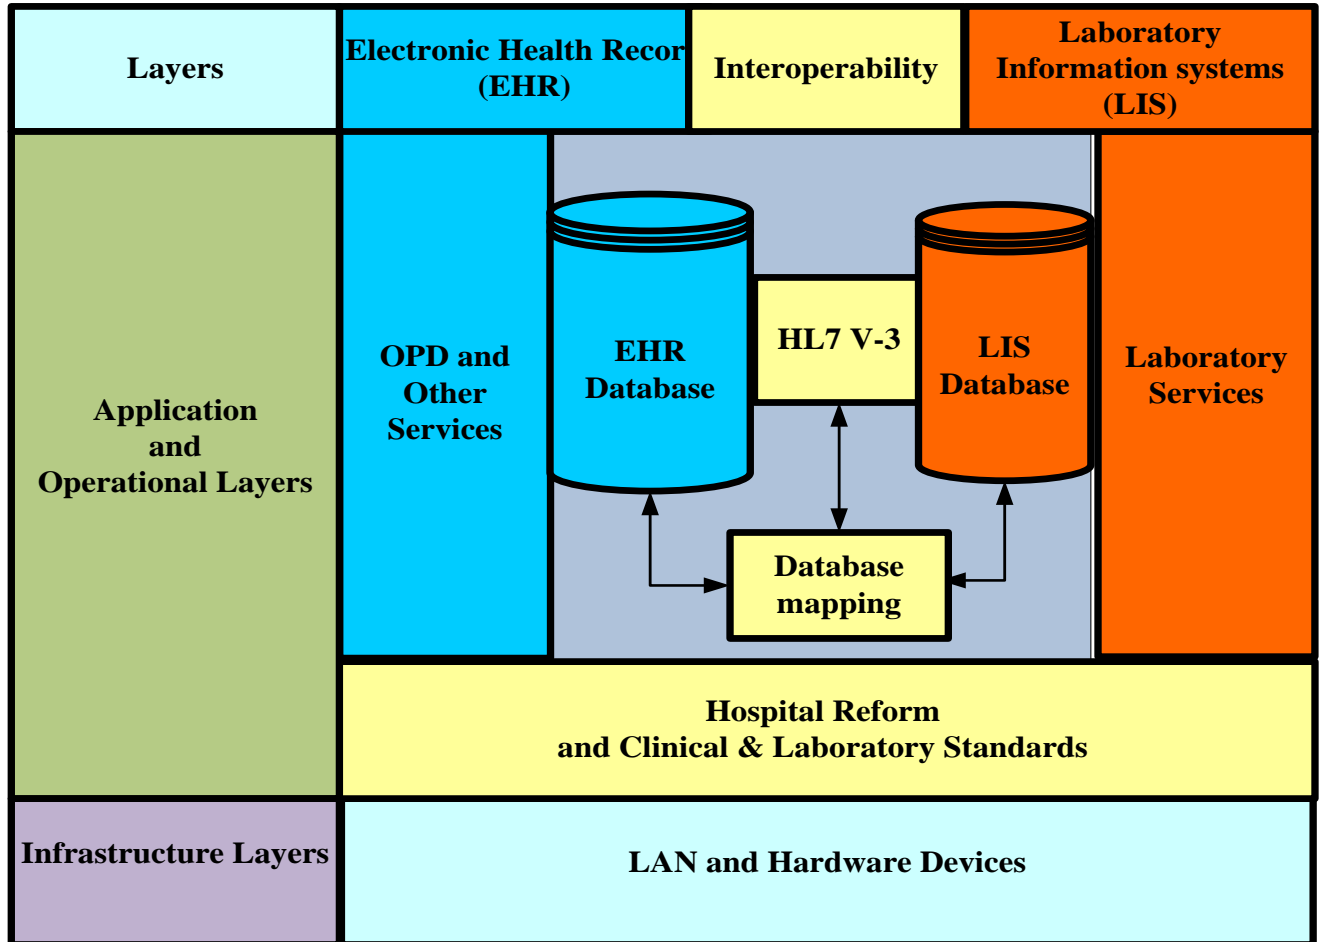 Layers
Electronic Health Recor
(EHR)
Interoperability
Laboratory
Information systems
(LIS)
Application
and
Operational Layers
OPD and
Other
Services
EHR
Database
HL7 V-3
LIS
Database
Laboratory
Services
Database
mapping
Hospital Reform
and Clinical & Laboratory Standards
Infrastructure Layers
LAN and Hardware Devices